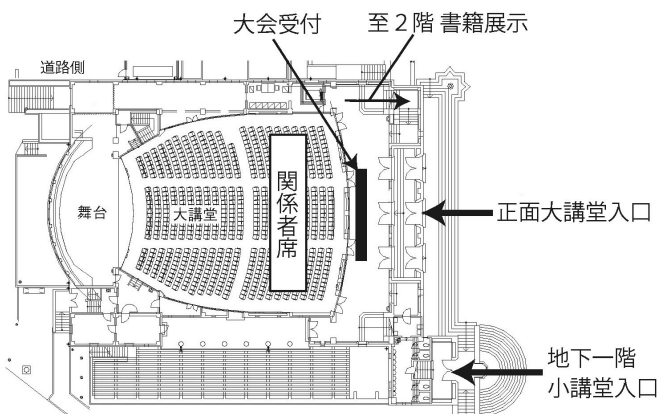 大会受付
至２階 書籍展示
道路側
舞台
大講堂
関係者席
正面大講堂入口
地下一階
小講堂入口